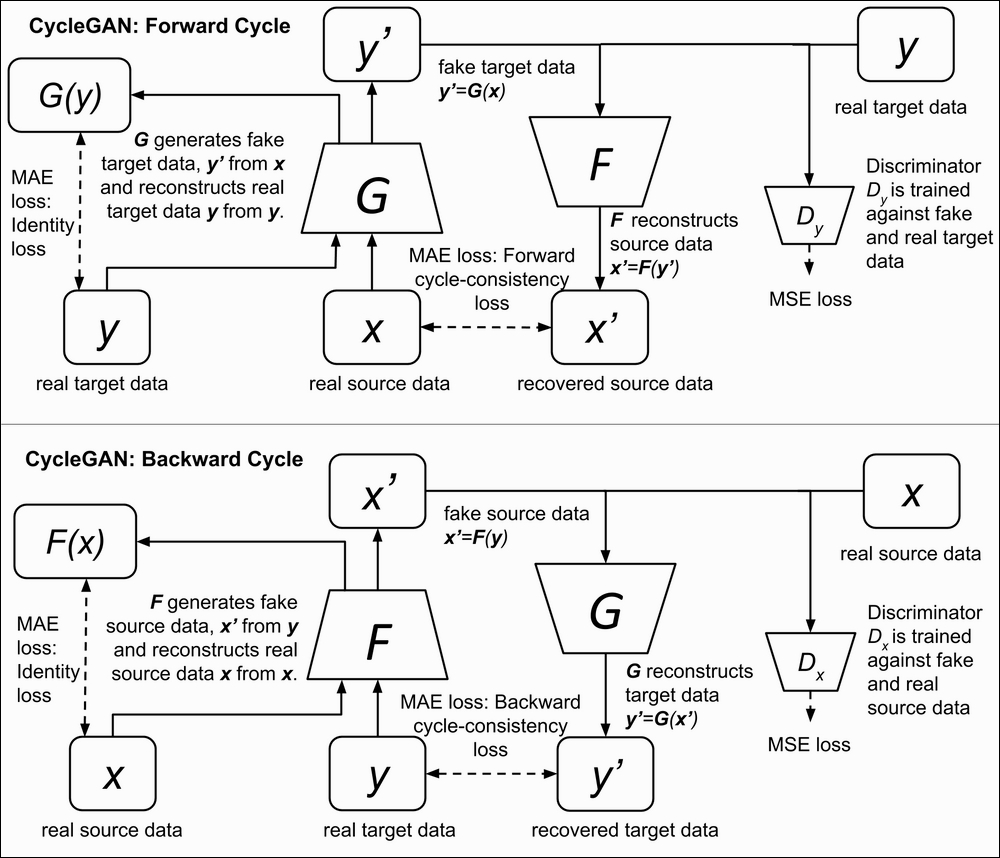 CycleGAN: Forward Cycle
y’
y
G(y)
fake target data
y’=G(x)
real target data
G generates fake
target data, y’ from x
and reconstructs real
target data y from y.
MAE
loss:
Identity
loss
G
F
Discriminator
Dy is trained
against fake
and real target
data
Dy
F reconstructs
source data
x’=F(y’)
MAE loss: Forward
cycle-consistency
loss
MSE loss
y
x
x’
real target data
real source data
recovered source data
CycleGAN: Backward Cycle
x’
x
F(x)
fake source data
x’=F(y)
real source data
F generates fake
source data, x’ from y
and reconstructs real
source data x from x.
MAE
loss:
Identity
loss
F
G
Discriminator
Dx is trained
against fake
and real
source data
Dx
G reconstructs
target data
y’=G(x’)
MAE loss: Backward
cycle-consistency
loss
MSE loss
x
y
y’
real source data
real target data
recovered target data